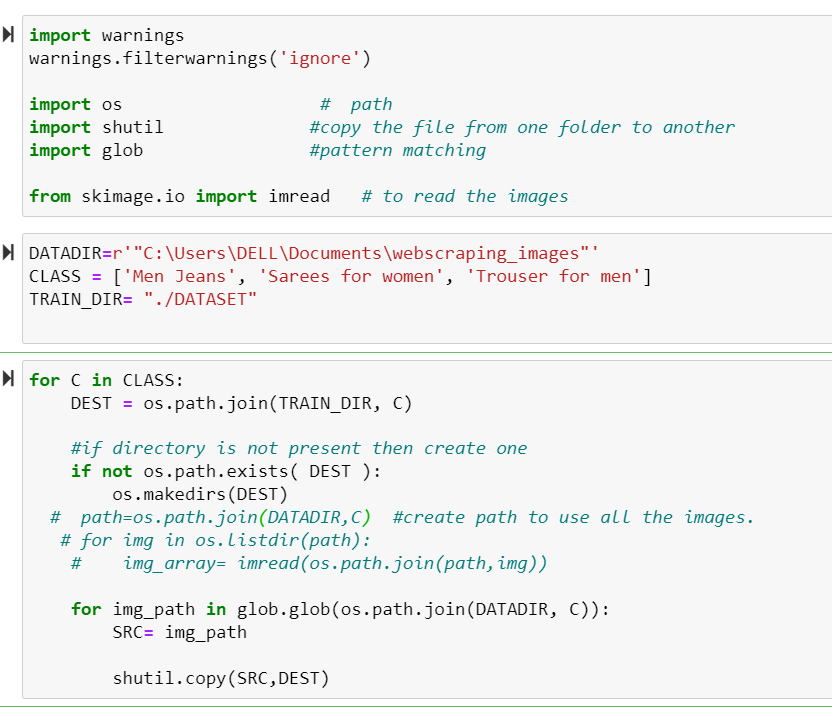 import warnings
warnings.filterwarnings('ignore')
import os                   #  path
import shutil              #copy the file from one folder to another
import glob                #pattern matching
from skimage.io import imread   # to read the images
DATADIR=r'"C:\Users\DELL\Documents\webscraping_images"'
CLASS = ['Men Jeans', 'Sarees for women', 'Trouser for men']
TRAIN_DIR= "./DATASET"
for C in CLASS:
    DEST = os.path.join(TRAIN_DIR, C)
    #if directory is not present then create one
    if not os.path.exists( DEST ):
        os.makedirs(DEST)
  #  path=os.path.join(DATADIR,C)  #create path to use all the images.
   # for img in os.listdir(path):
    #    img_array= imread(os.path.join(path,img))
    for img_path in glob.glob(os.path.join(DATADIR, C)):
        SRC= img_path
        shutil.copy(SRC,DEST)